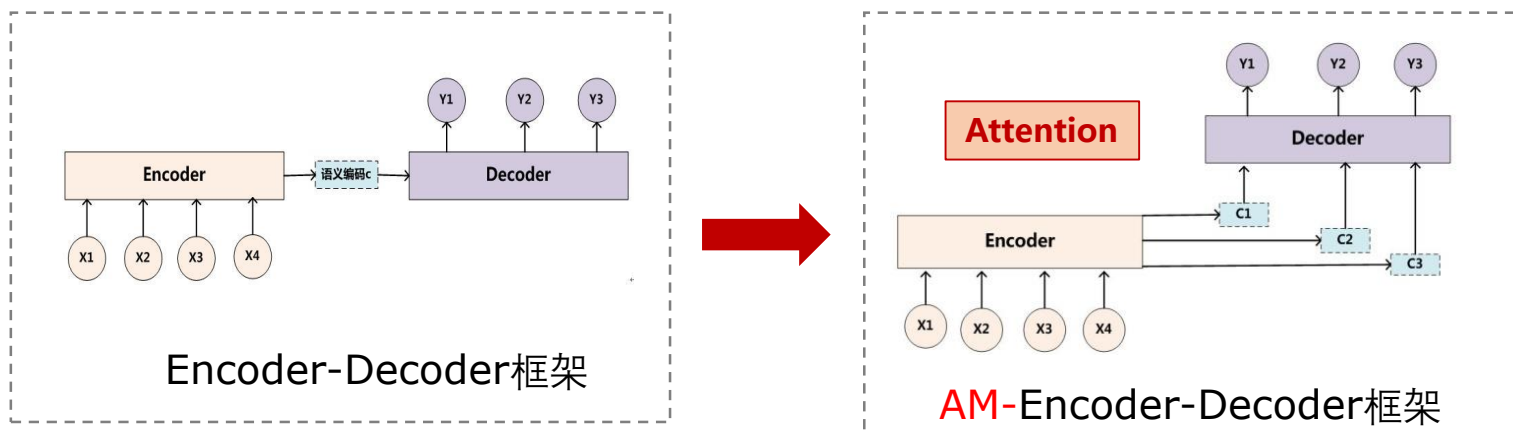 Y1 Y2 Y3
Encoder
语义编码c
Decoder
X1 X2 X3 X4
Encoder-Decoder框架
Y1 Y2 Y3
Attention
Decoder
C1
Encoder
C2
C3
X1 X2 X3 X4
AM-Encoder-Decoder框架